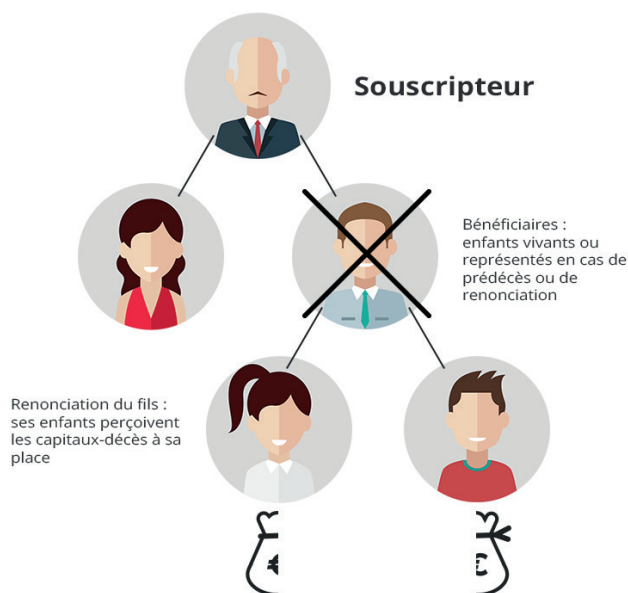 Souscripteur
Bénéficiaires :
enfants vivants ou
représentés en cas de
prédécès ou de
renonciation
Renonciation du fils :
ses enfants perçoivent
les capitaux-décès à sa
place
€
€